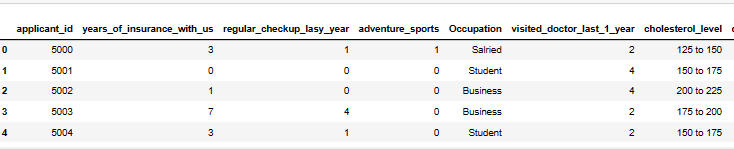 applicant_id years_of_insurance_with_us regular_checkup_lasy_year adventure_sports Occupation visited_doctor_last_1_year cholesterol_level
0 5000 3 1 1 Salried 2 125 to 150
1 5001 0 0 0 Student 4 150 to 175
2 5002 1 0 0 Business 4 200 to 225
3 5003 7 4 0 Business 2 175 to 200
4 5004 3 1 0 Student 2 150 to 175